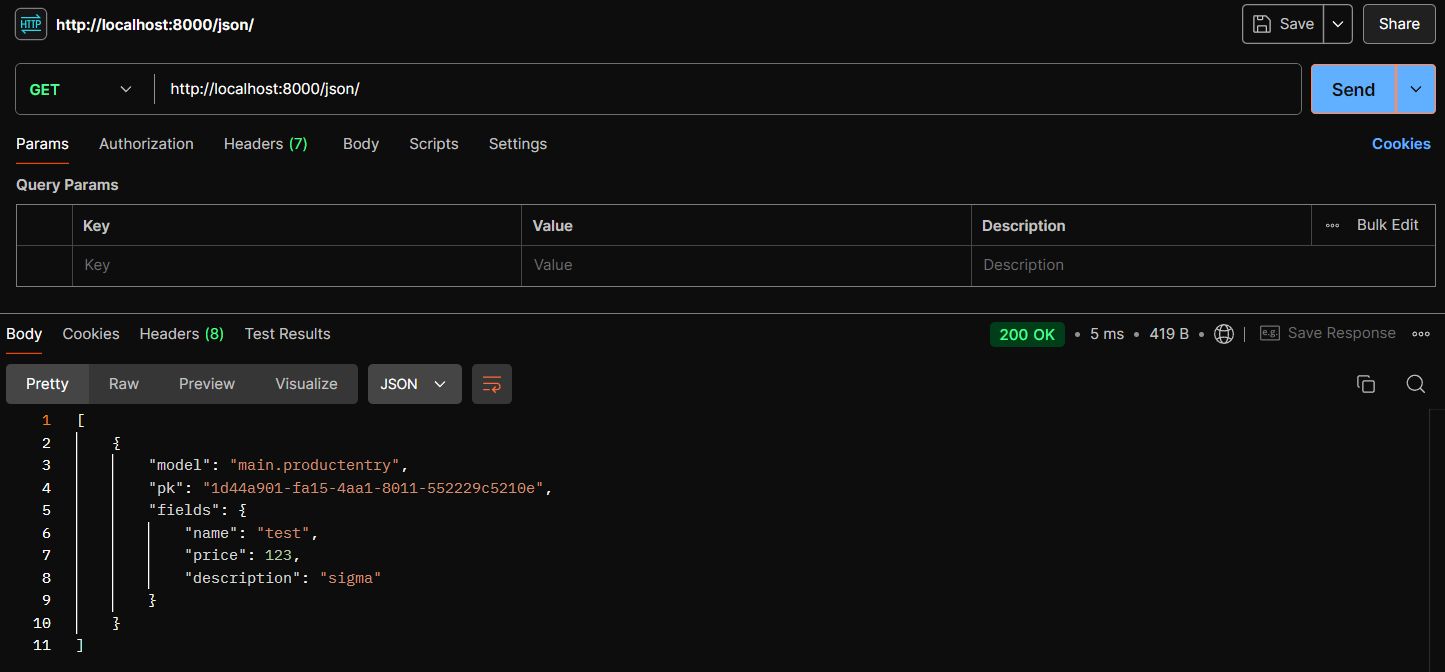 HTTP http://localhost:8000/json/ Save Share
GET http://localhost:8000/json/ Send
Params Authorization Headers (7) Body Scripts Settings Cookies
Query Params
Key Value Description Bulk Edit
Key Value Description
Body Cookies Headers (8) Test Results 200 OK • 5 ms • 419 B • e.g. Save Response
Pretty Raw Preview Visualize JSON
1 [
2 {
3 "model": "main.productentry",
4 "pk": "1d44a901-fa15-4aa1-8011-552229c5210e",
5 "fields": {
6 "name": "test",
7 "price": 123,
8 "description": "sigma"
9 }
10 }
11 ]